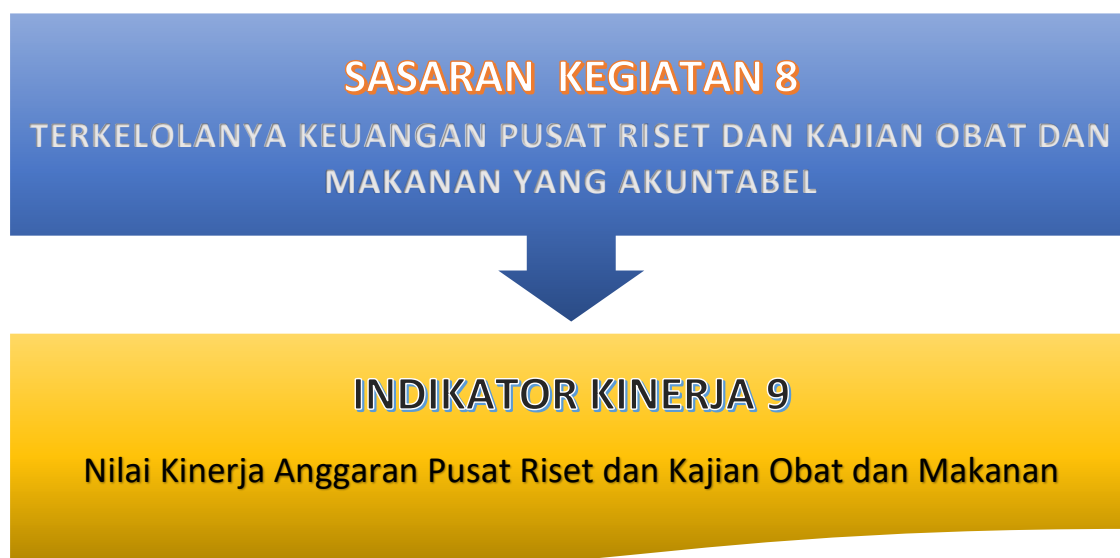 SASARAN KEGIATAN 8
TERKELOLANYA KEUANGAN PUSAT RISET DAN KAJIAN OBAT DAN
MAKANAN YANG AKUNTABEL
INDIKATOR KINERJA 9
Nilai Kinerja Anggaran Pusat Riset dan Kajian Obat dan Makanan